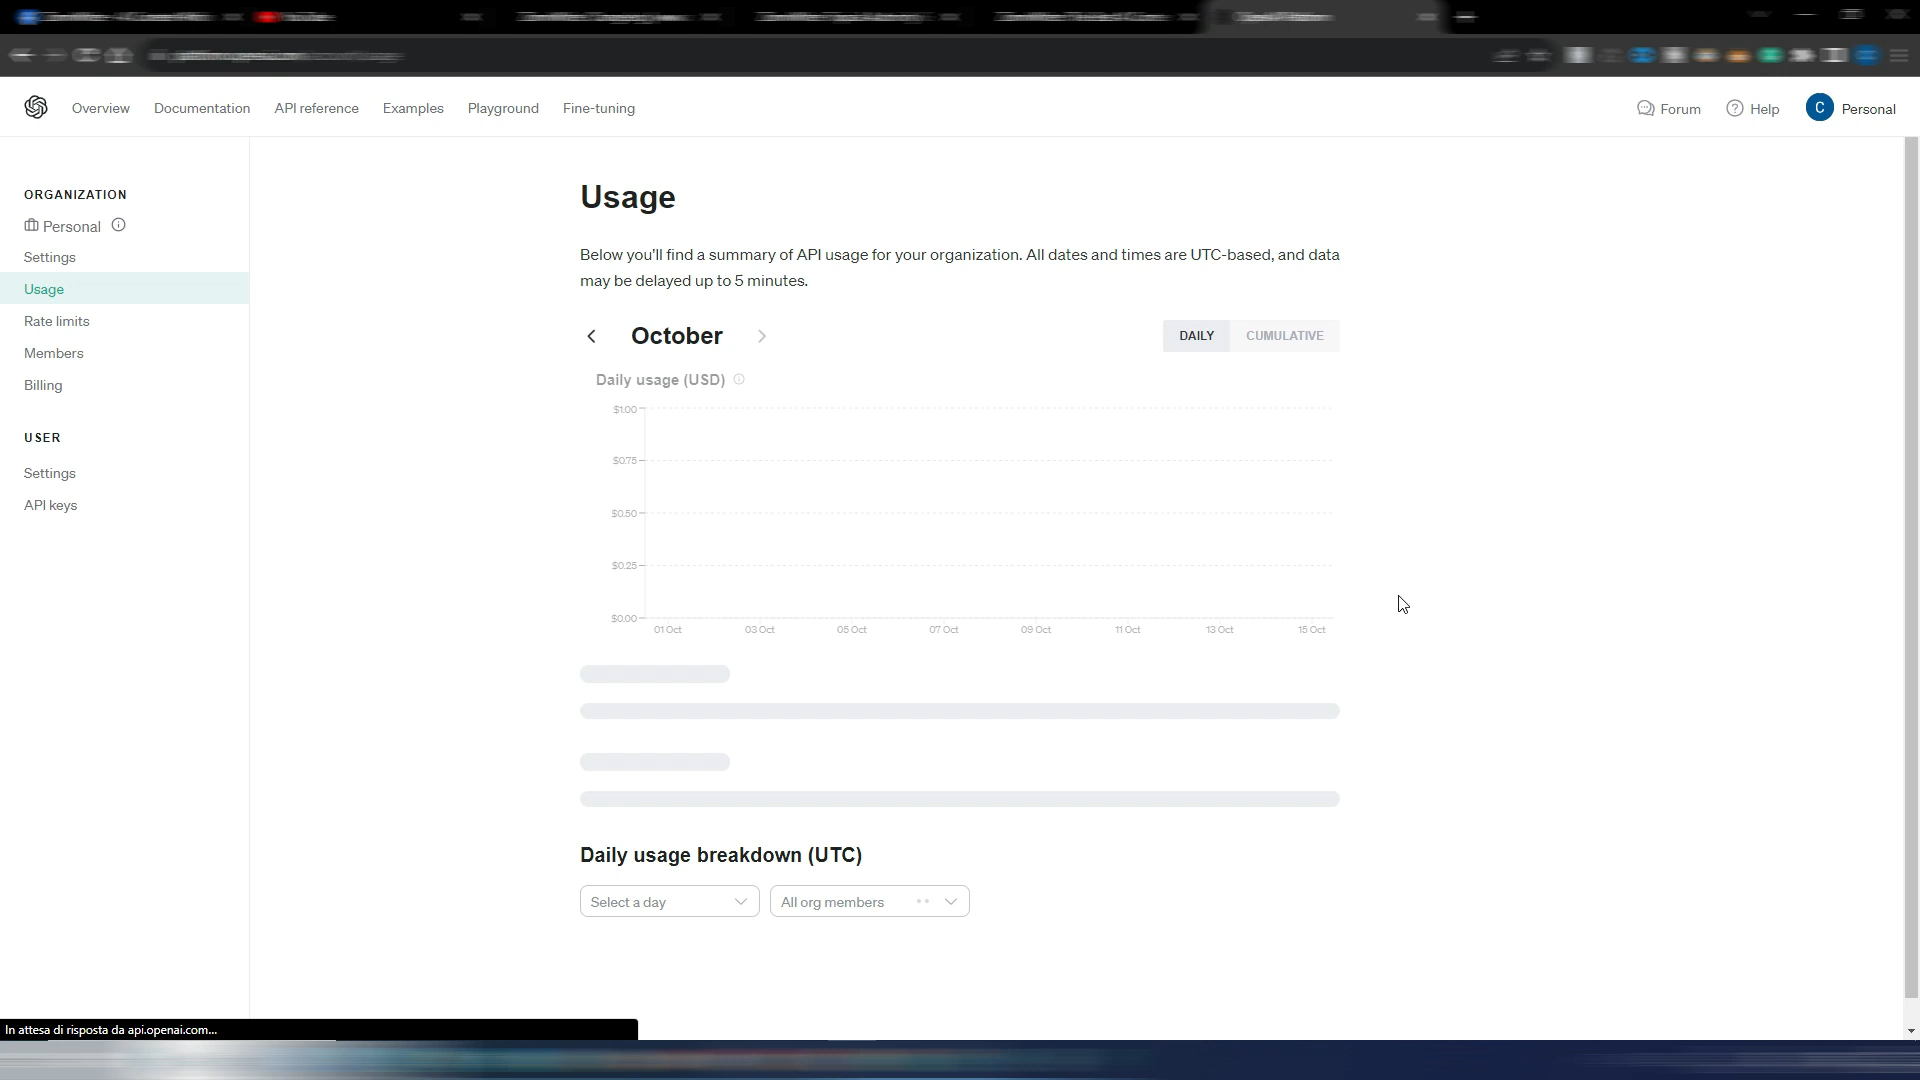 Overview Documentation API reference Examples Playground Fine-tuning
Forum Help C Personal
ORGANIZATION
Personal
Settings
Usage
Rate limits
Members
Billing
USER
Settings
API keys
Usage
Below you'll find a summary of API usage for your organization. All dates and times are UTC-based, and data
may be delayed up to 5 minutes.
October
DAILY CUMULATIVE
Daily usage (USD)
$1.00
$0.75
$0.50
$0.25
$0.00
01 Oct 03 Oct 05 Oct 07 Oct 09 Oct 11 Oct 13 Oct 15 Oct
Daily usage breakdown (UTC)
Select a day All org members
In attesa di risposta da api.openai.com...